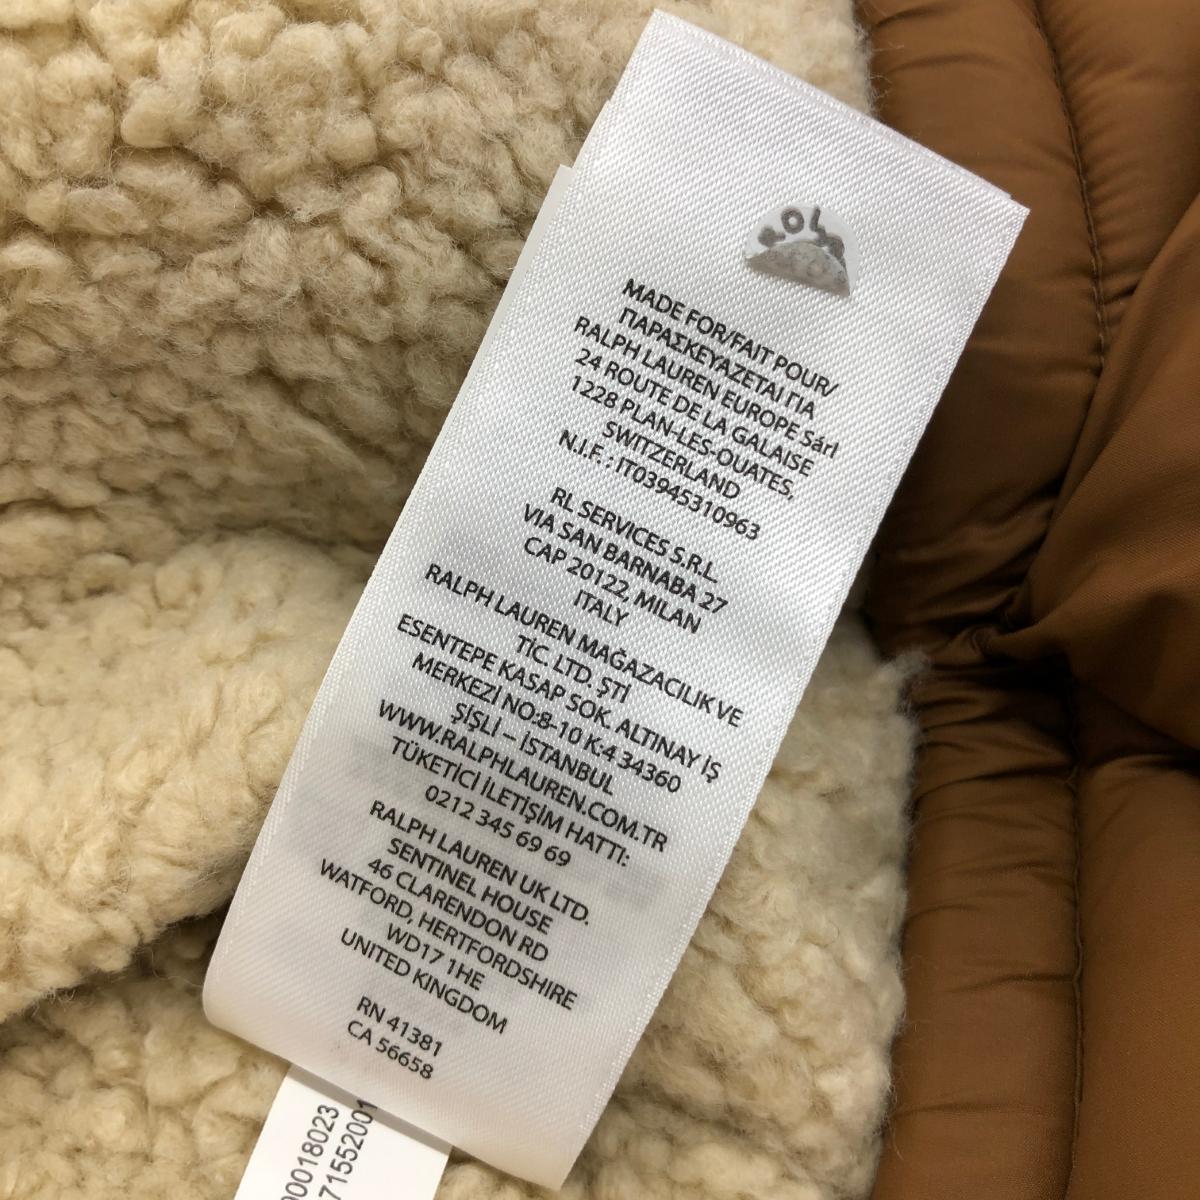 MADE FOR/FAIT POUR/
ΠΑΡΑΣΚΕΥΑΖΕΤΑΙ ΓΙΑ
RALPH LAUREN EUROPE Sárl
24 ROUTE DE LA GALAISE
1228 PLAN-LES-OUATES,
SWITZERLAND
N.I.F. : IT03945310963
RL SERVICES S.R.L.
VIA SAN BARNABA 27
CAP 20122, MILAN
ITALY
RALPH LAUREN MAĞAZACILIK VE
TİC. LTD. ŞTİ
ESENTEPE KASAP SOK. ALTINAY İŞ
MERKEZİ NO:8-10 K:4 34360
ŞİSLİ – İSTANBUL
WWW.RALPHLAUREN.COM.TR
TÜKETİCİ İLETİŞİM HATTI:
0212 345 69 69
RALPH LAUREN UK LTD.
SENTINEL HOUSE
46 CLARENDON RD
WATFORD, HERTFORDSHIRE
WD17 1HE
UNITED KINGDOM
RN 41381
CA 56658
00018023
71552001